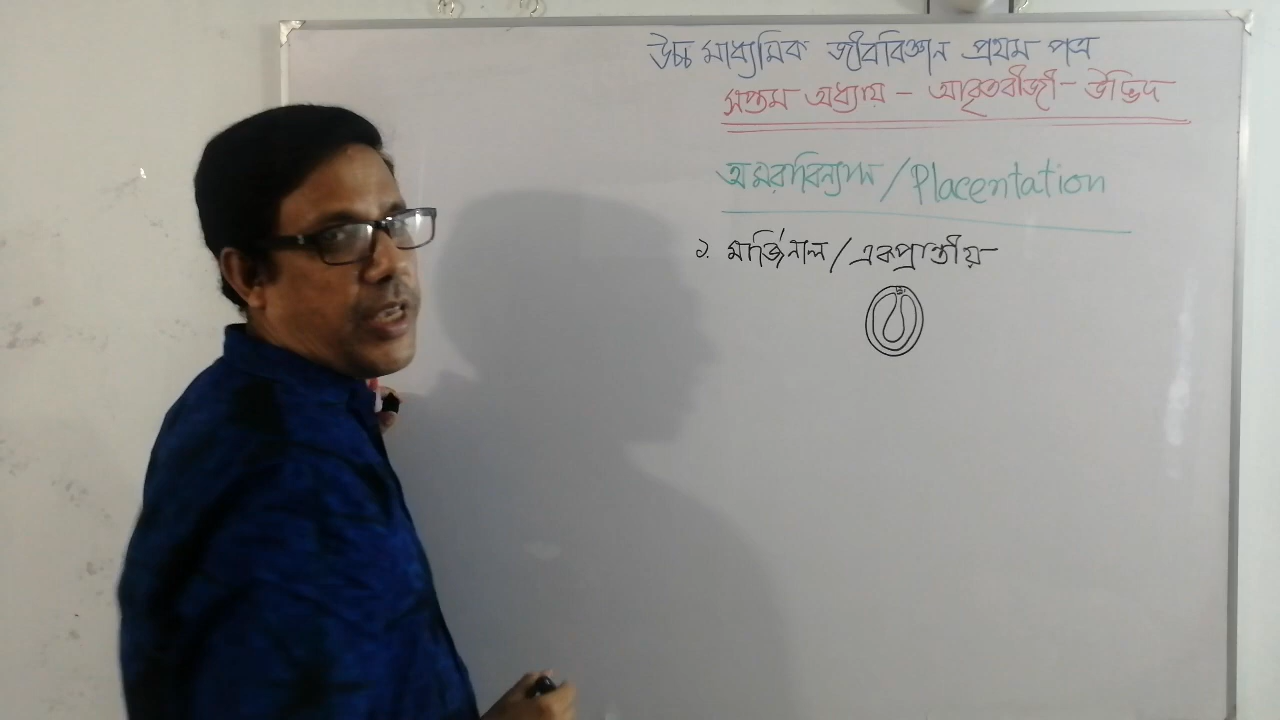 উচ্চ মাধ্যমিক জীববিজ্ঞান প্রথম পত্র
সপ্তম অধ্যায় - আবৃতবীজী - উদ্ভিদ
অমরাবিন্যাস / Placentation
১. মার্জিনাল / একপ্রান্তীয়